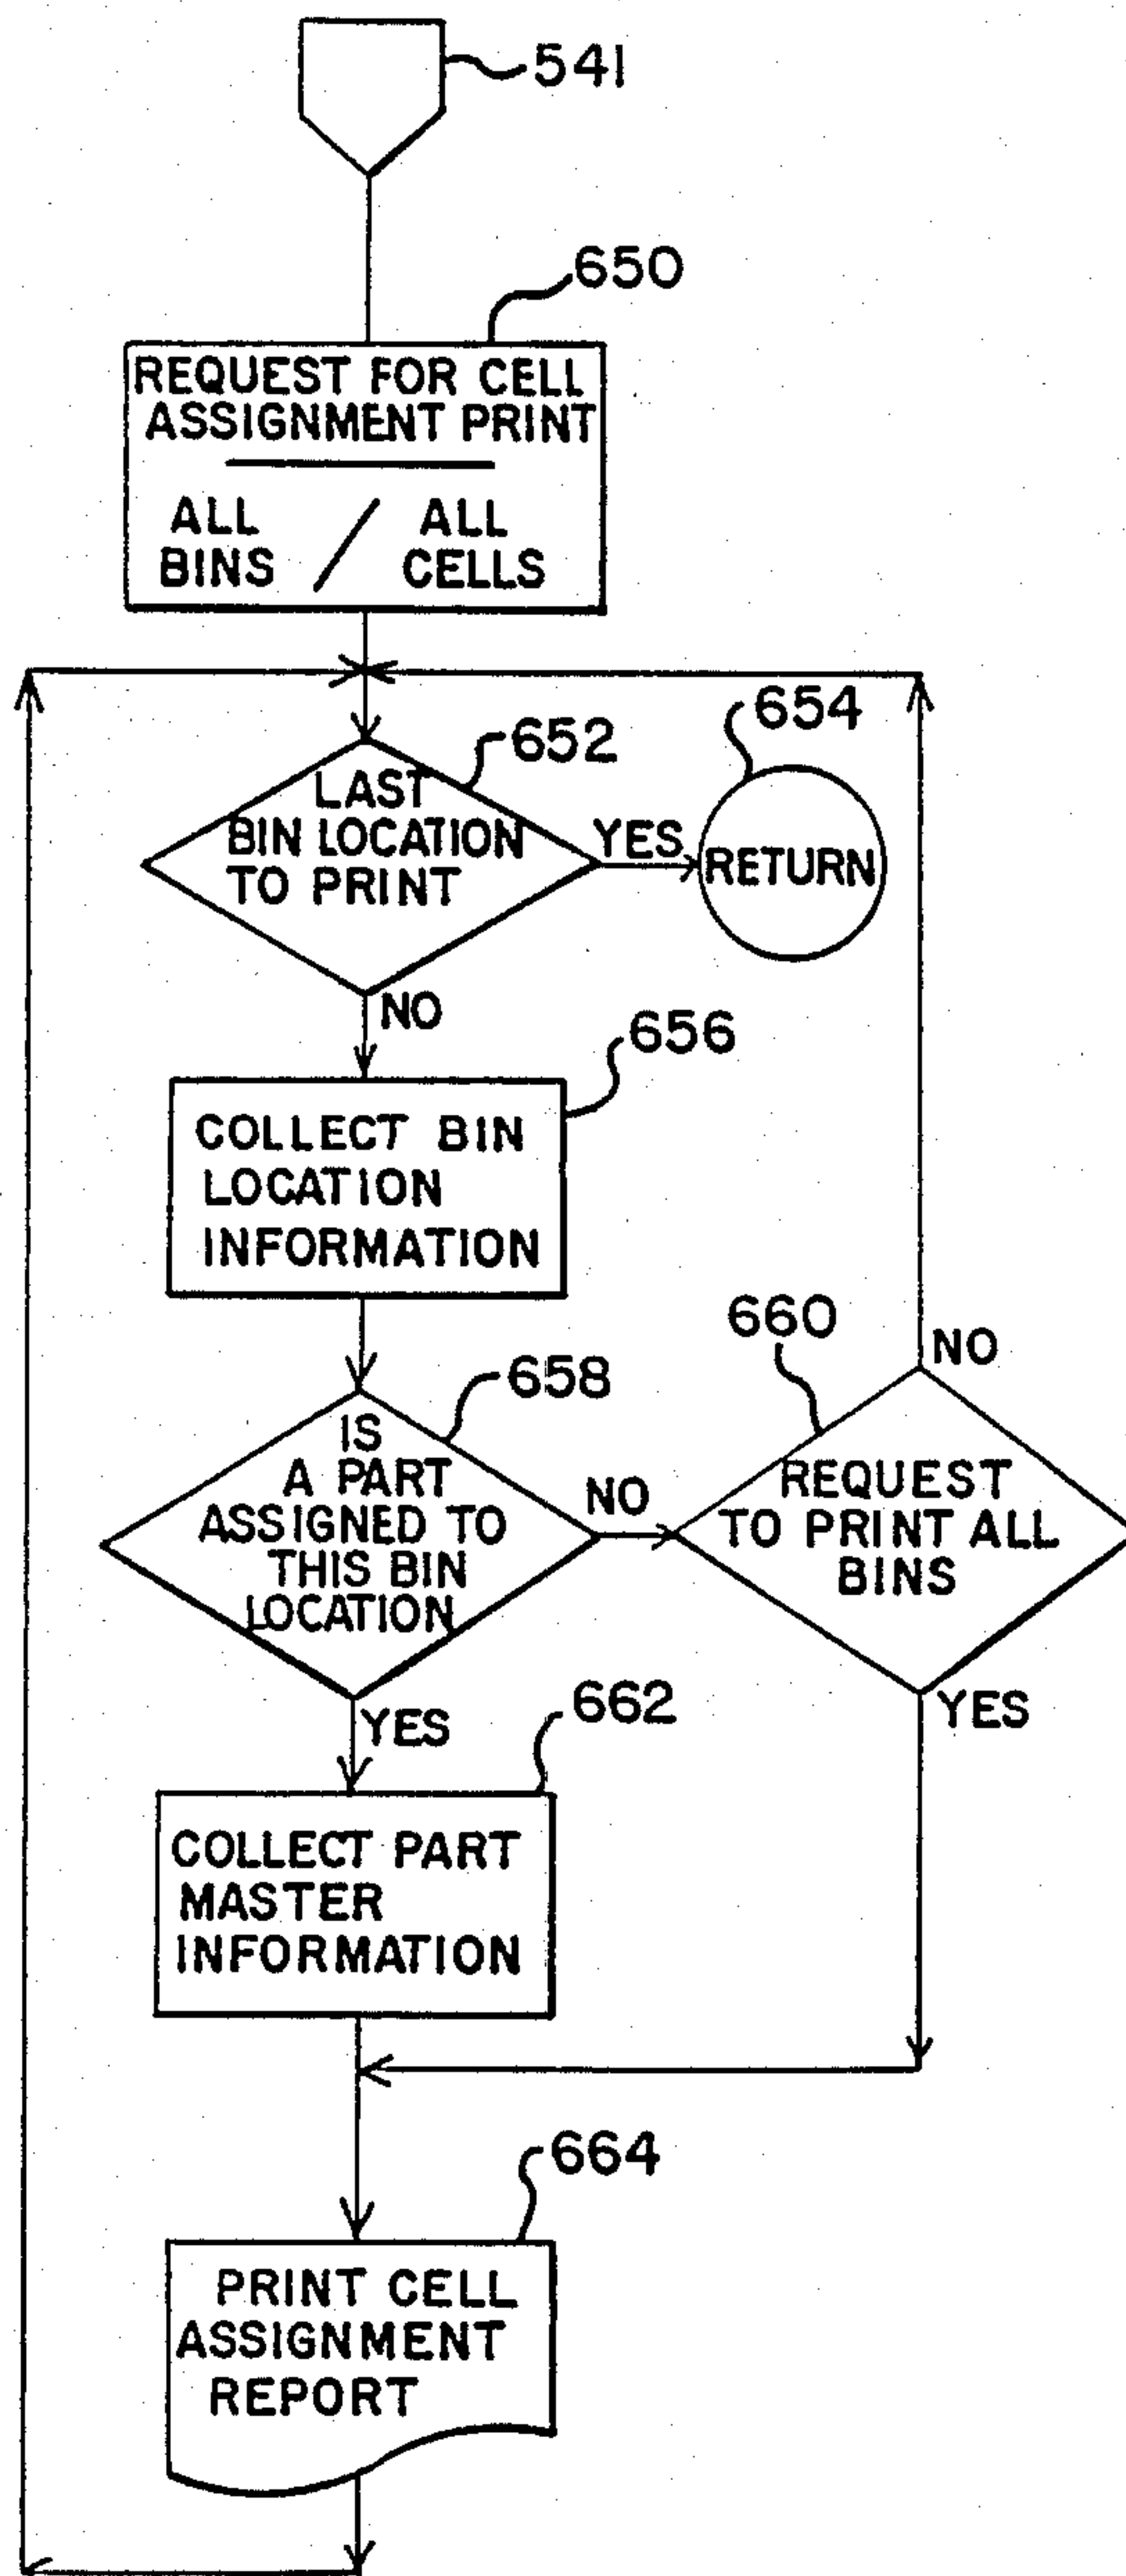 541
650
REQUEST FOR CELL
ASSIGNMENT PRINT
ALL / ALL
BINS CELLS
652
654
LAST
BIN LOCATION
TO PRINT
YES
RETURN
NO
656
COLLECT BIN
LOCATION
INFORMATION
658
660
NO
IS
A PART
ASSIGNED TO
THIS BIN
LOCATION
NO
REQUEST
TO PRINT ALL
BINS
YES
YES
662
COLLECT PART
MASTER
INFORMATION
664
PRINT CELL
ASSIGNMENT
REPORT